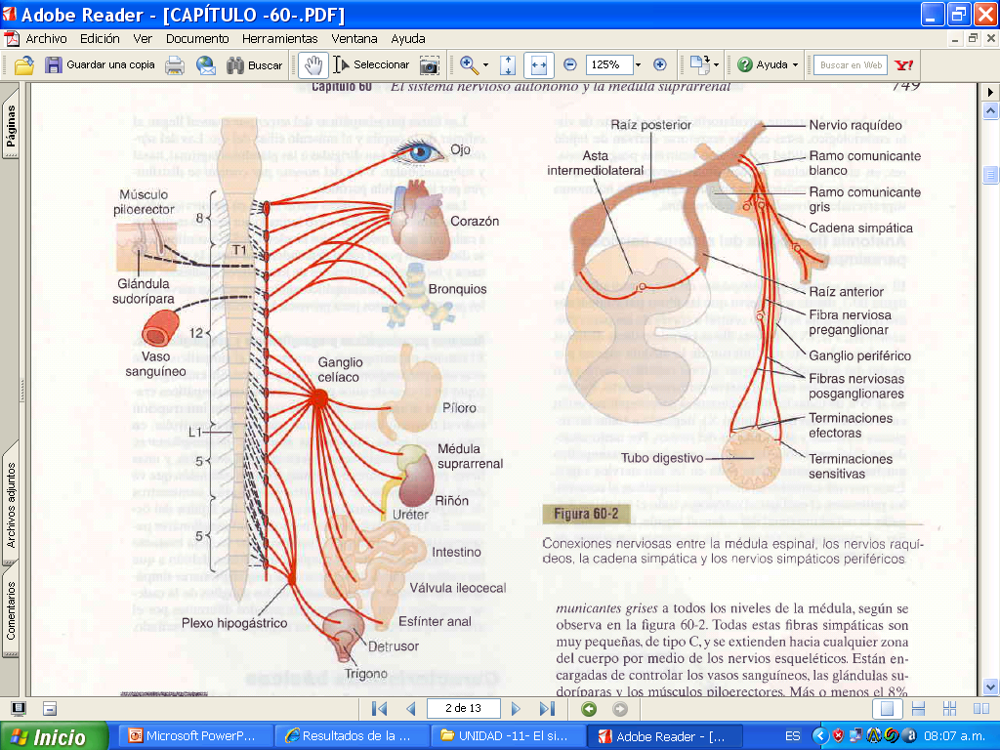 Adobe Reader - [CAPÍTULO -60-.PDF]
Archivo Edición Ver Documento Herramientas Ventana Ayuda
Guardar una copia Buscar Seleccionar 125% Ayuda Buscar en Web Y!
Páginas
Archivos adjuntos
Comentarios
Capítulo 60 El sistema nervioso autónomo y la médula suprarrenal 749
Ojo
Músculo
piloerector
8
T1
Corazón
Glándula
sudorípara
Bronquios
12
Vaso
sanguíneo
Ganglio
celíaco
Píloro
L1
5
Médula
suprarrenal
Riñón
Uréter
5
Intestino
Válvula ileocecal
Plexo hipogástrico
Esfínter anal
Detrusor
Trígono
Raíz posterior
Nervio raquídeo
Asta
intermediolateral
Ramo comunicante
blanco
Ramo comunicante
gris
Cadena simpática
Raíz anterior
Fibra nerviosa
preganglionar
Ganglio periférico
Fibras nerviosas
posganglionares
Terminaciones
efectoras
Tubo digestivo
Terminaciones
sensitivas
Figura 60-2
Conexiones nerviosas entre la médula espinal, los nervios raquí-
deos, la cadena simpática y los nervios simpáticos periféricos
municantes grises a todos los niveles de la médula, según se
observa en la figura 60-2. Todas estas fibras simpáticas son
muy pequeñas, de tipo C, y se extienden hacia cualquier zona
del cuerpo por medio de los nervios esqueléticos. Están en-
cargadas de controlar los vasos sanguíneos, las glándulas su-
doríparas y los músculos piloerectores. Más o menos el 8%
2 de 13
Inicio Microsoft PowerP... Resultados de la ... UNIDAD -11- El si... Adobe Reader - [... ES 08:07 a.m.